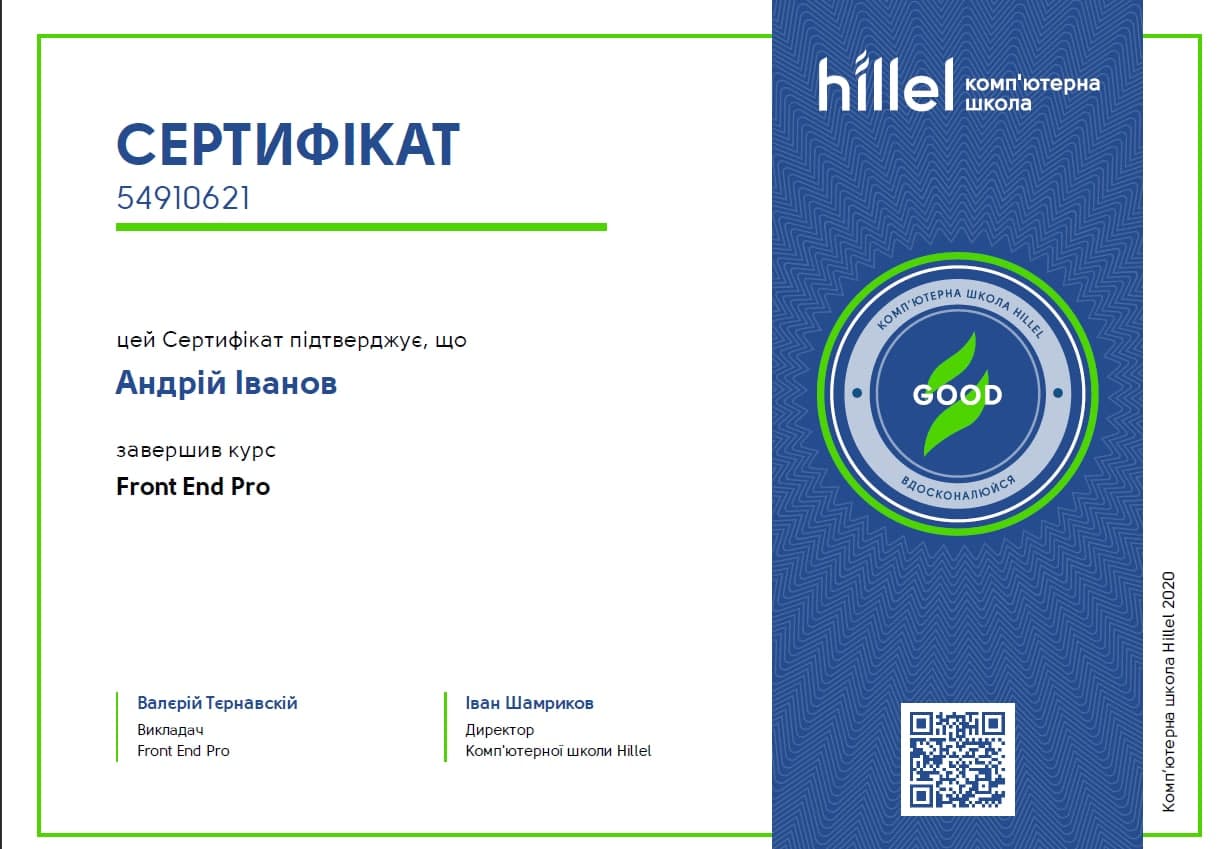 СЕРТИФІКАТ
54910621
цей Сертифікат підтверджує, що
Андрій Іванов
завершив курс
Front End Pro
Валєрій Тєрнавскій
Викладач
Front End Pro
Іван Шамриков
Директор
Комп'ютерної школи Hillel
hillel комп'ютерна
школа
КОМП'ЮТЕРНА ШКОЛА HILLEL
GOOD
ВДОСКОНАЛЮЙСЯ
Комп'ютерна школа Hillel 2020